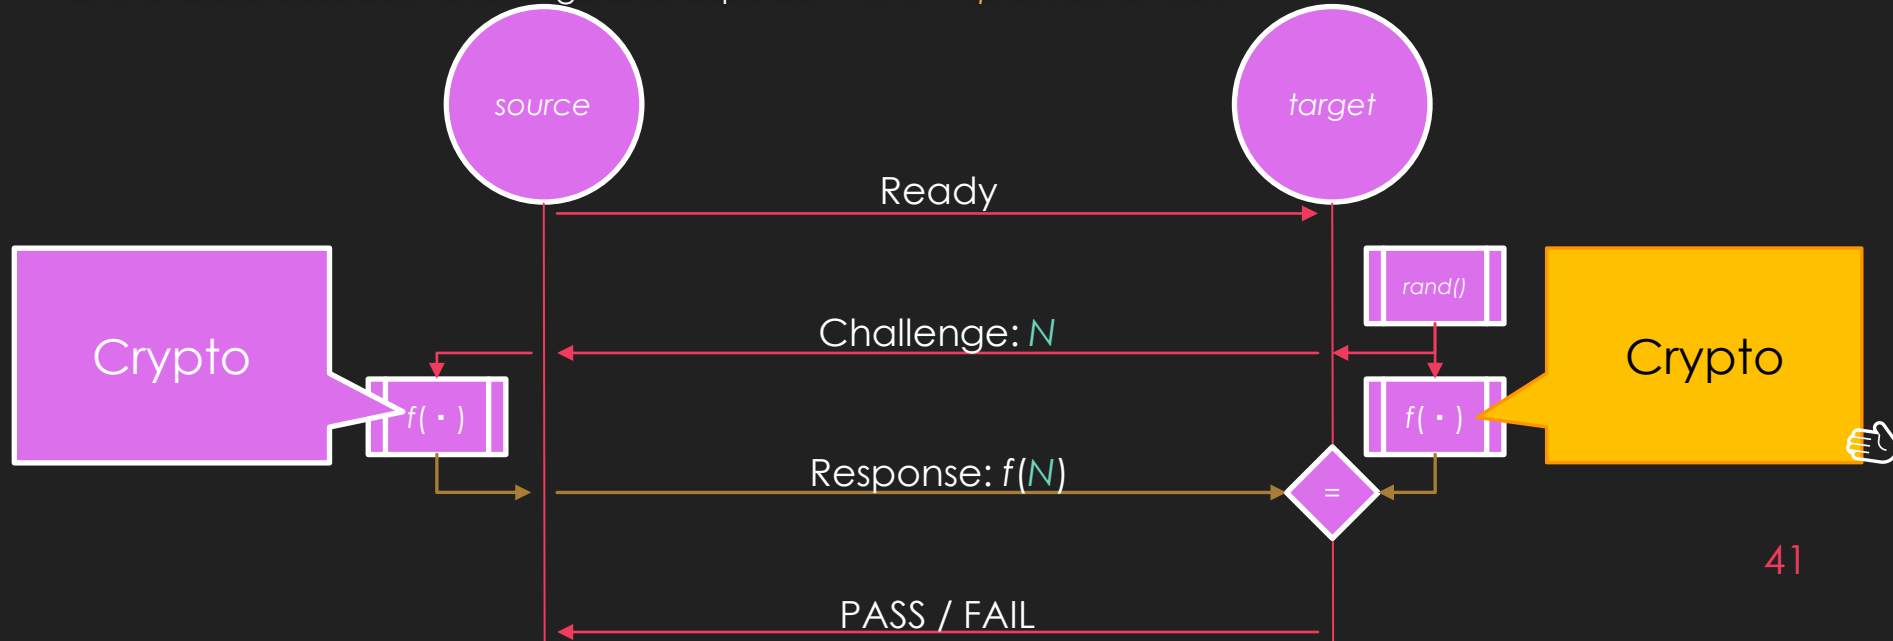 source
target
Ready
rand()
Challenge: N
Crypto
Crypto
f( · )
f( · )
Response: f(N)
=
41
PASS / FAIL